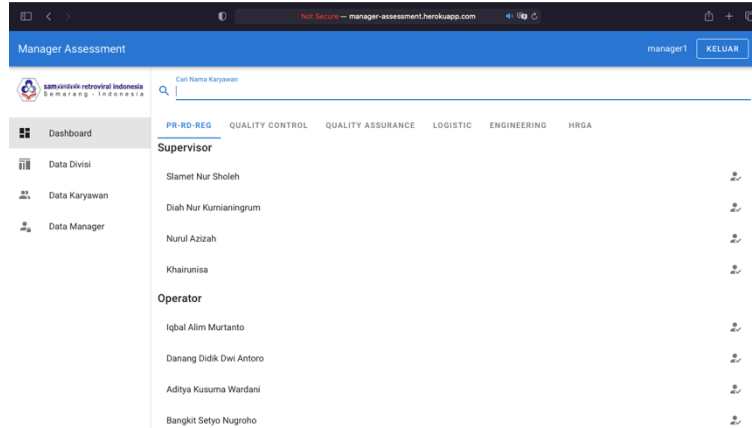 Not Secure — manager-assessment.herokuapp.com
Manager Assessment
manager1
KELUAR
retroviral indonesia
Semarang - Indonesia
Cari Nama Karyawan
Dashboard
Data Divisi
Data Karyawan
Data Manager
PR-RD-REG QUALITY CONTROL QUALITY ASSURANCE LOGISTIC ENGINEERING HRGA
Supervisor
Slamet Nur Sholeh
Diah Nur Kurnianingrum
Nurul Azizah
Khairunisa
Operator
Iqbal Alim Murtanto
Danang Didik Dwi Antoro
Aditya Kusuma Wardani
Bangkit Setyo Nugroho